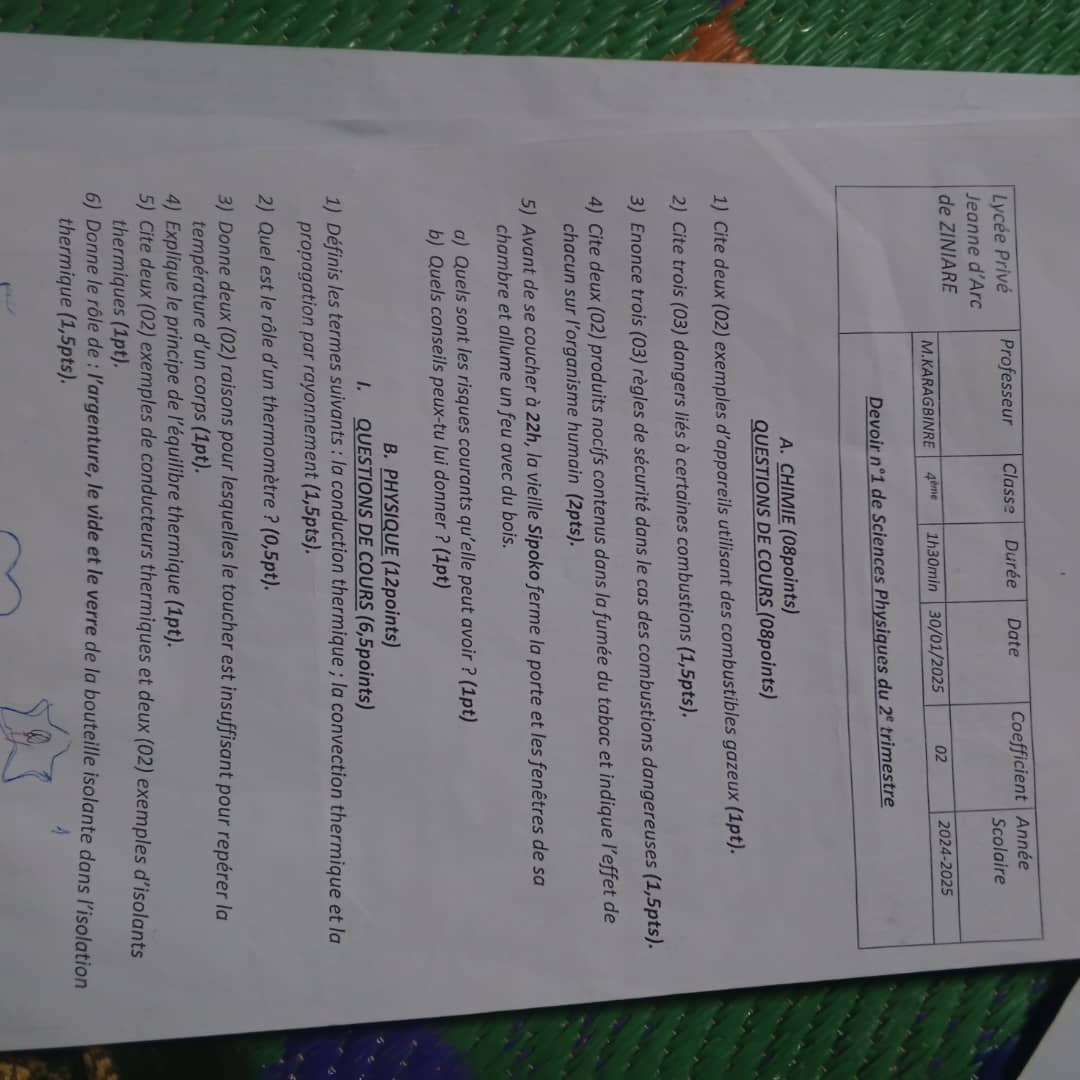 Lycée Privé Jeanne d'Arc de ZINIARE
Professeur
Classe
Durée
Date
Coefficient
Année Scolaire
M.KARAGBINRE
4ème
1h30min
30/01/2025
02
2024-2025
Devoir n°1 de Sciences Physiques du 2e trimestre
A. CHIMIE (08points)
QUESTIONS DE COURS (08points)
1) Cite deux (02) exemples d'appareils utilisant des combustibles gazeux (1pt).
2) Cite trois (03) dangers liés à certaines combustions (1,5pts).
3) Enonce trois (03) règles de sécurité dans le cas des combustions dangereuses (1,5pts).
4) Cite deux (02) produits nocifs contenus dans la fumée du tabac et indique l'effet de
chacun sur l'organisme humain (2pts).
5) Avant de se coucher à 22h, la vieille Sipoko ferme la porte et les fenêtres de sa
chambre et allume un feu avec du bois.
a) Quels sont les risques courants qu'elle peut avoir ? (1pt)
b) Quels conseils peux-tu lui donner ? (1pt)
B. PHYSIQUE (12points)
I. QUESTIONS DE COURS (6,5points)
1) Définis les termes suivants : la conduction thermique ; la convection thermique et la
propagation par rayonnement (1,5pts).
2) Quel est le rôle d'un thermomètre ? (0,5pt).
3) Donne deux (02) raisons pour lesquelles le toucher est insuffisant pour repérer la
température d'un corps (1pt).
4) Explique le principe de l'équilibre thermique (1pt).
5) Cite deux (02) exemples de conducteurs thermiques et deux (02) exemples d'isolants
thermiques (1pt).
6) Donne le rôle de : l'argenture, le vide et le verre de la bouteille isolante dans l'isolation
thermique (1,5pts).